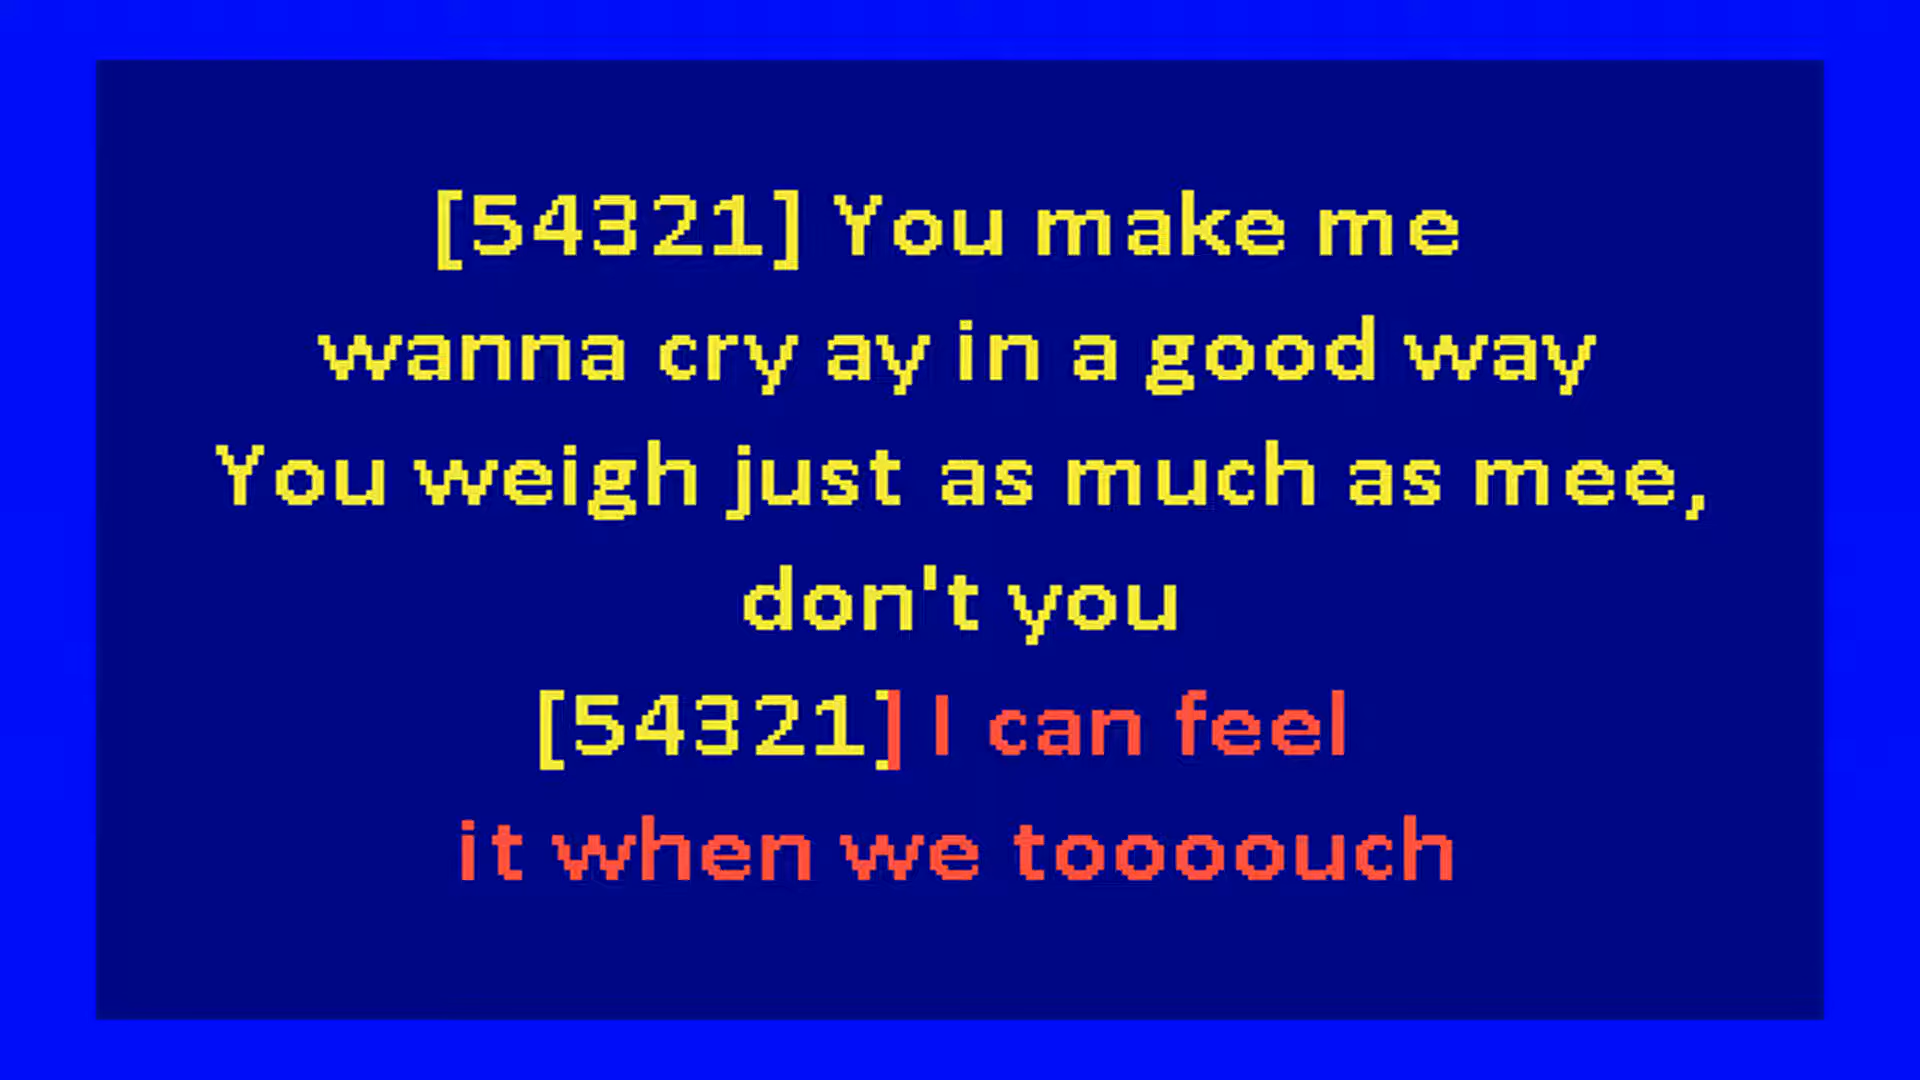 [54321] You make me
wanna cry ay in a good way
You weigh just as much as mee,
don't you
[54321] I can feel
it when we toooouch